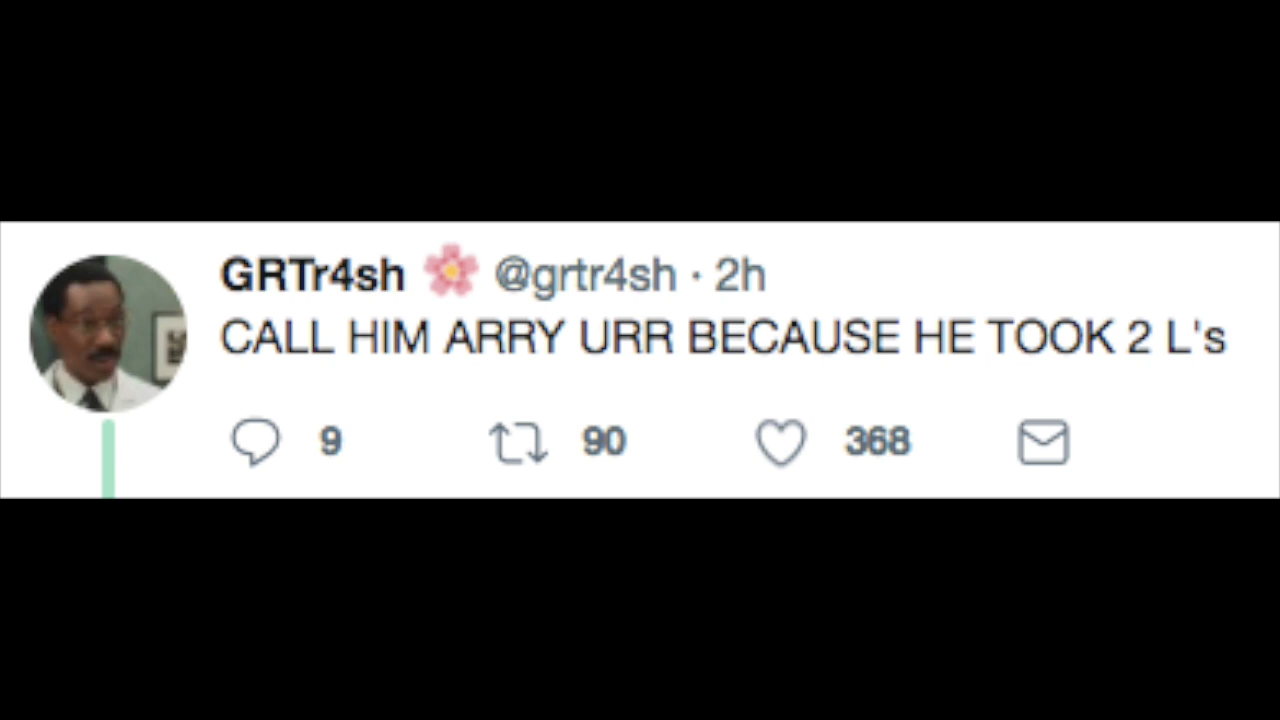 GRTr4sh 🌸 @grtr4sh · 2h
CALL HIM ARRY URR BECAUSE HE TOOK 2 L's
9 90 368